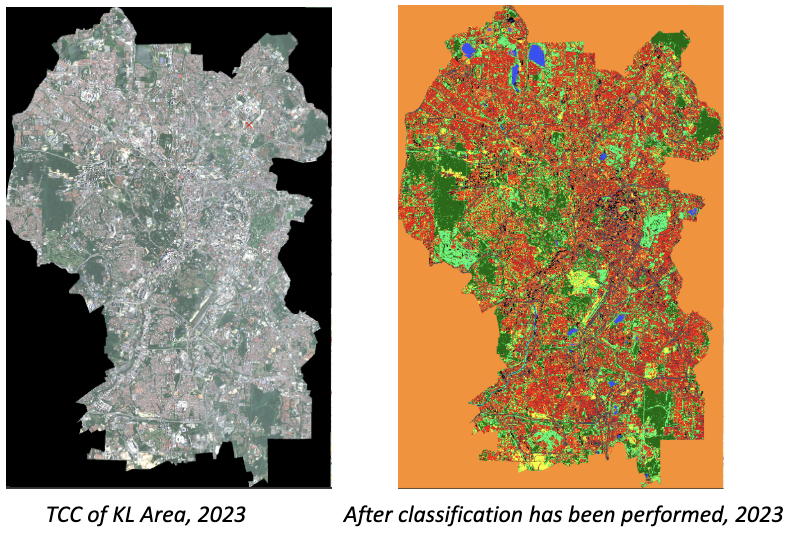 TCC of KL Area, 2023
After classification has been performed, 2023